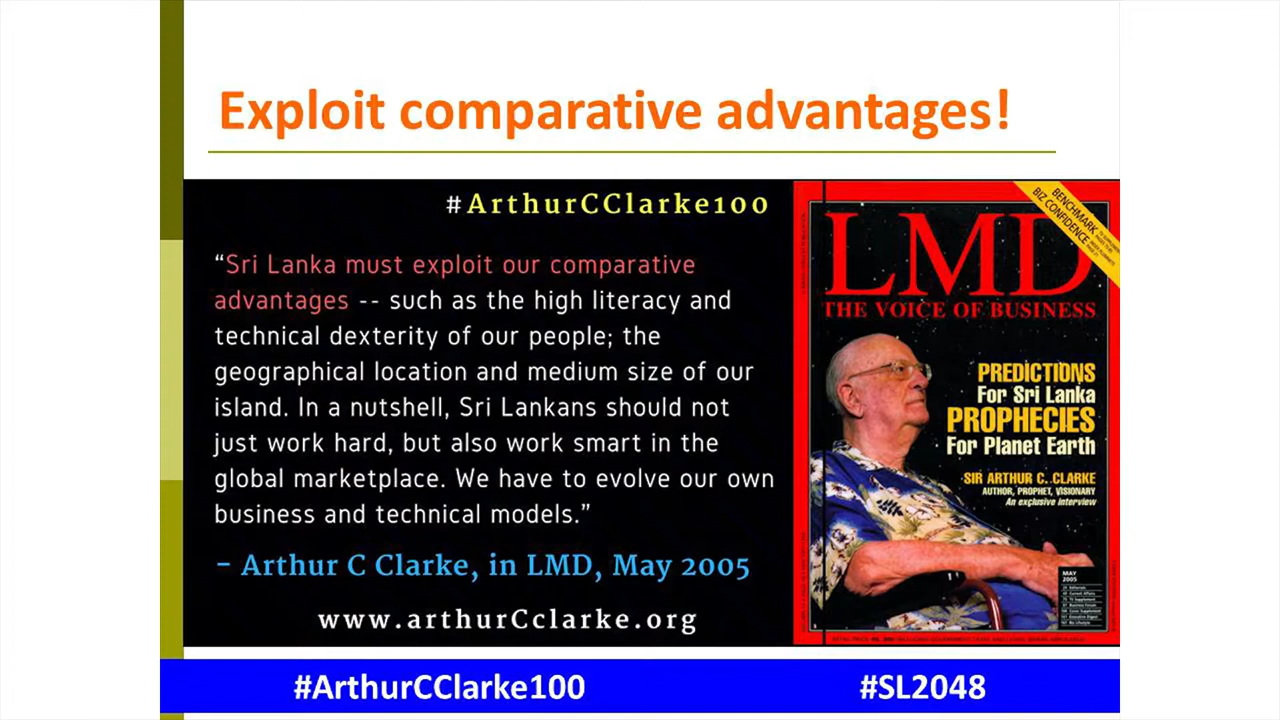 Exploit comparative advantages!
#ArthurCClarke100
“Sri Lanka must exploit our comparative
advantages -- such as the high literacy and
technical dexterity of our people; the
geographical location and medium size of our
island. In a nutshell, Sri Lankans should not
just work hard, but also work smart in the
global marketplace. We have to evolve our own
business and technical models.”
– Arthur C Clarke, in LMD, May 2005
www.arthurCclarke.org
BENCHMARK
BIZ CONFIDENCE
LMD
THE VOICE OF BUSINESS
PREDICTIONS
For Sri Lanka
PROPHECIES
For Planet Earth
SIR ARTHUR C. CLARKE
AUTHOR, PROPHET, VISIONARY
An exclusive interview
MAY
2005
#ArthurCClarke100
#SL2048